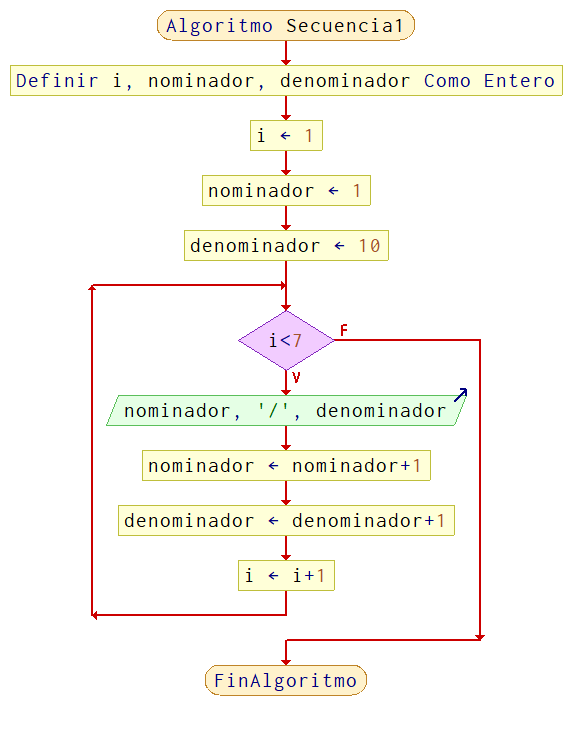 Algoritmo Secuencia1
Definir i, nominador, denominador Como Entero
i ← 1
nominador ← 1
denominador ← 10
i<7
F
V
nominador, '/', denominador
nominador ← nominador+1
denominador ← denominador+1
i ← i+1
FinAlgoritmo